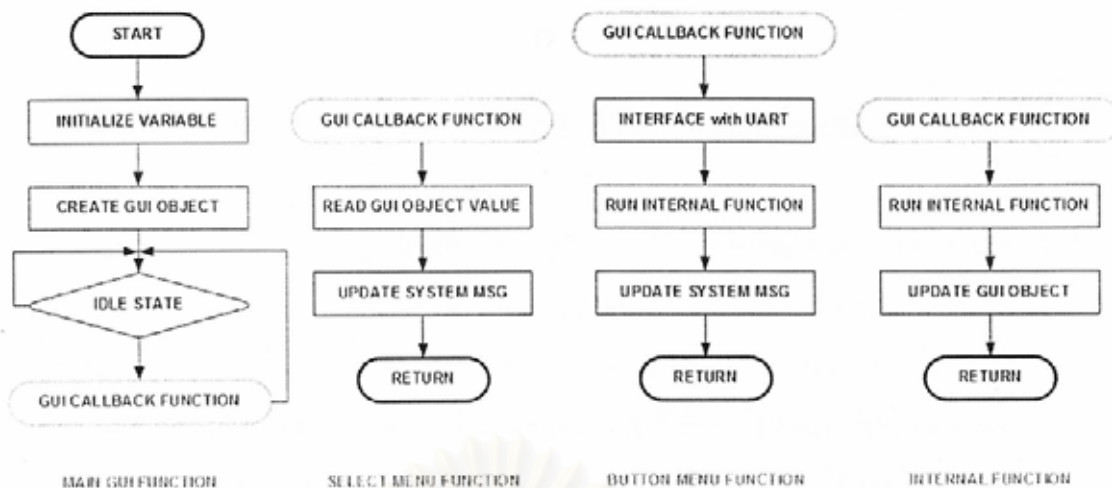 START
INITIALIZE VARIABLE
CREATE GUI OBJECT
IDLE STATE
GUI CALLBACK FUNCTION
MAIN GUI FUNCTION
GUI CALLBACK FUNCTION
READ GUI OBJECT VALUE
UPDATE SYSTEM MSG
RETURN
SELECT MENU FUNCTION
GUI CALLBACK FUNCTION
INTERFACE with UART
RUN INTERNAL FUNCTION
UPDATE SYSTEM MSG
RETURN
BUTTON MENU FUNCTION
GUI CALLBACK FUNCTION
RUN INTERNAL FUNCTION
UPDATE GUI OBJECT
RETURN
INTERNAL FUNCTION